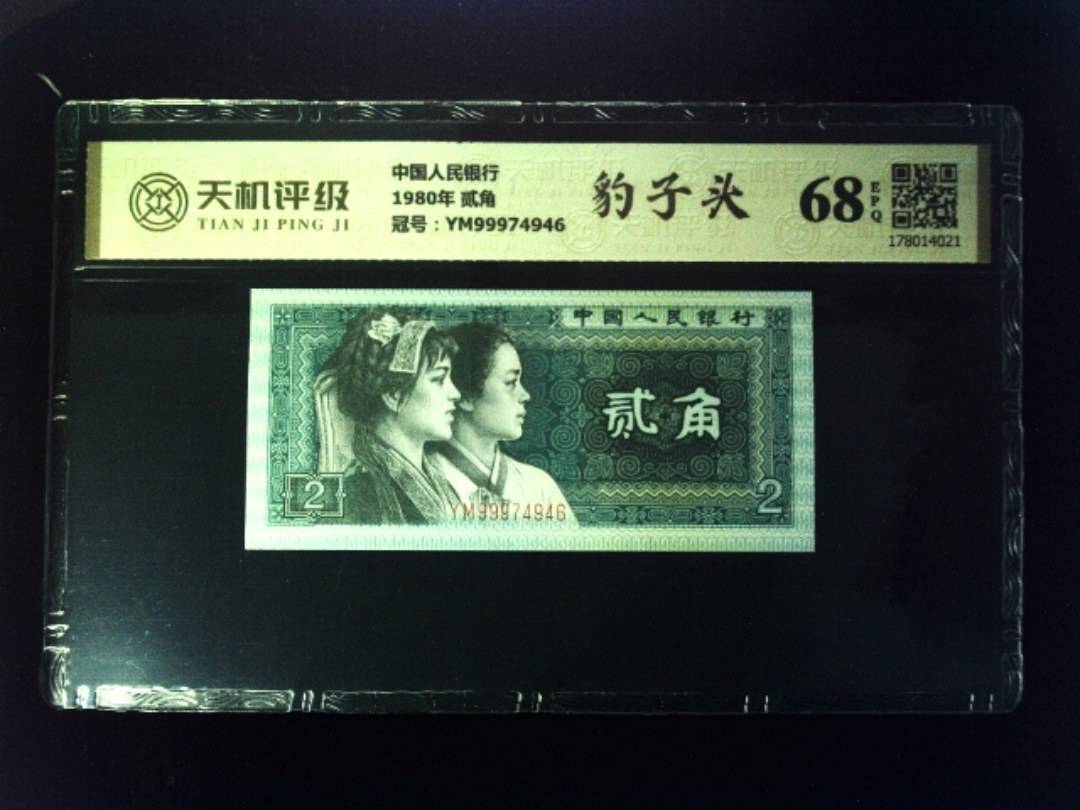 天机评级
TIAN JI PING JI
中国人民银行
1980年 贰角
冠号：YM99974946
豹子头
68
EPQ
178014021
中国人民银行
贰角
2
2
YM99974946